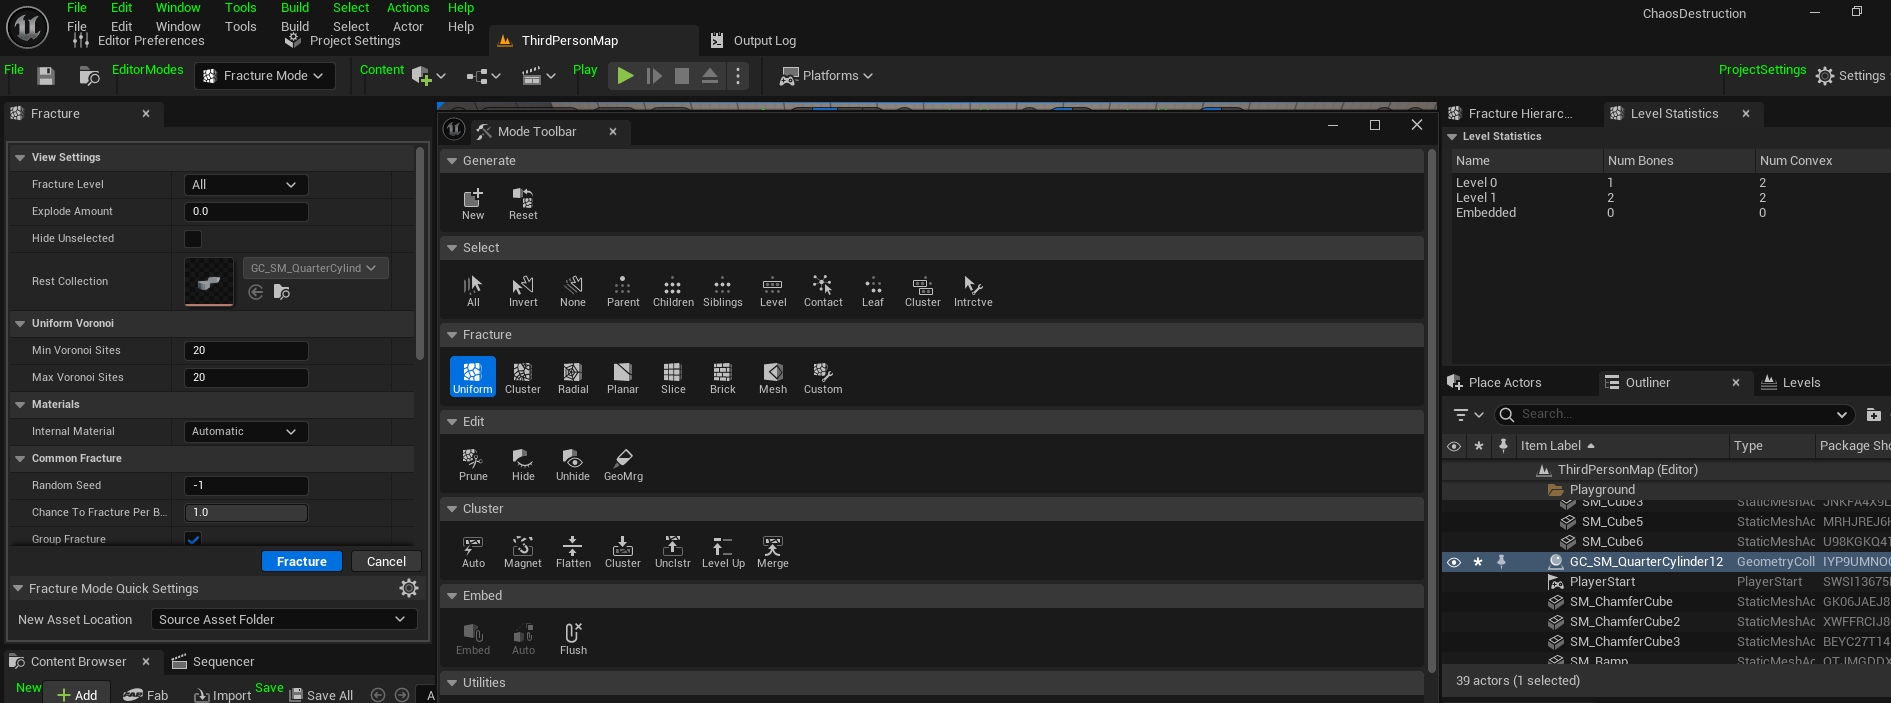 File Edit Window Tools Build Select Actions Help
File Edit Window Tools Build Select Actor Help
ChaosDestruction
Editor Preferences Project Settings ThirdPersonMap Output Log
File EditorModes Fracture Mode Content Play Platforms ProjectSettings Settings
Fracture
View Settings
Fracture Level All
Explode Amount 0.0
Hide Unselected
Rest Collection GC_SM_QuarterCylind
Uniform Voronoi
Min Voronoi Sites 20
Max Voronoi Sites 20
Materials
Internal Material Automatic
Common Fracture
Random Seed -1
Chance To Fracture Per B... 1.0
Group Fracture
Fracture Cancel
Fracture Mode Quick Settings
New Asset Location Source Asset Folder
Content Browser Sequencer
New Add Fab Import Save Save All A
Mode Toolbar
Generate
New Reset
Select
All Invert None Parent Children Siblings Level Contact Leaf Cluster Intrctve
Fracture
Uniform Cluster Radial Planar Slice Brick Mesh Custom
Edit
Prune Hide Unhide GeoMrg
Cluster
Auto Magnet Flatten Cluster Unclstr Level Up Merge
Embed
Embed Auto Flush
Utilities
Fracture Hierarc... Level Statistics
Level Statistics
Name Num Bones Num Convex
Level 0 1 2
Level 1 2 2
Embedded 0 0
Place Actors Outliner Levels
Search...
Item Label Type Package Sho
ThirdPersonMap (Editor)
Playground
SM_Cube3 StaticMeshAc JNKFA4X9L
SM_Cube5 StaticMeshAc MRHJREJ6H
SM_Cube6 StaticMeshAc U98KGKQ41
GC_SM_QuarterCylinder12 GeometryColl IYP9UMNOC
PlayerStart PlayerStart SWSI13675
SM_ChamferCube StaticMeshAc GK06JAEJ8
SM_ChamferCube2 StaticMeshAc XWFFRCIJ8
SM_ChamferCube3 StaticMeshAc BEYC27T14
SM_Ramp StaticMeshAc OTJMGDDX
39 actors (1 selected)